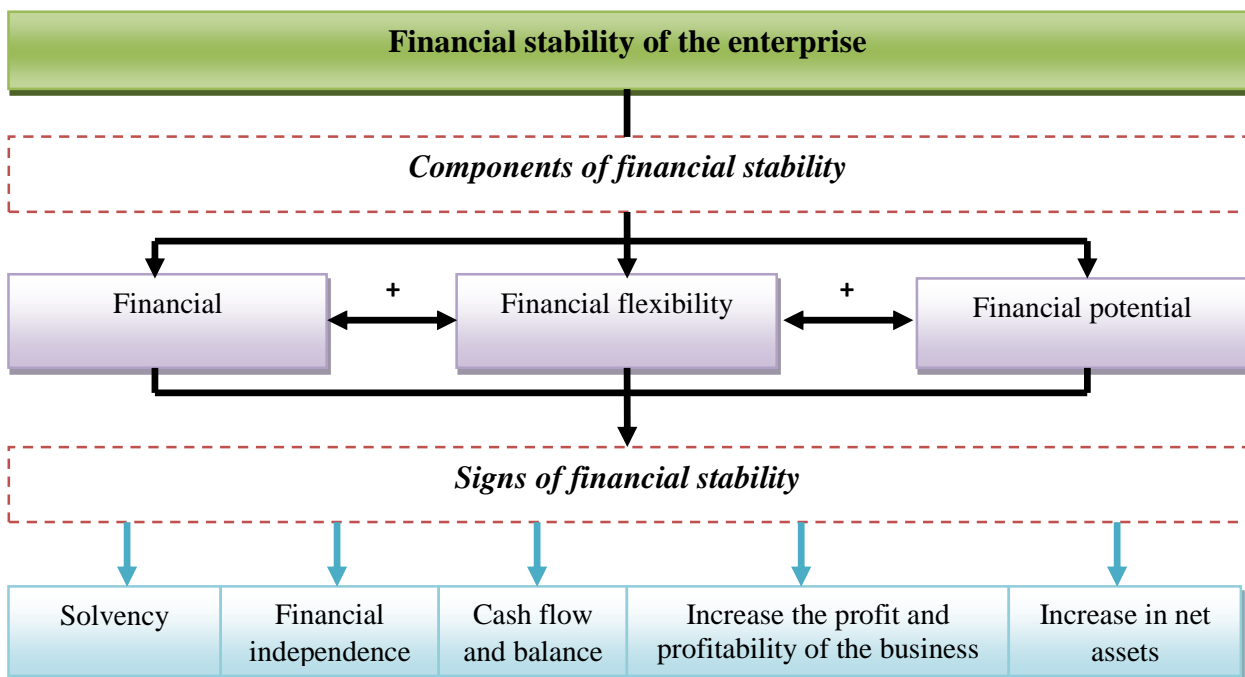 Financial stability of the enterprise
Components of financial stability
+
+
Financial
Financial flexibility
Financial potential
Signs of financial stability
Solvency
Financial
independence
Cash flow
and balance
Increase the profit and
profitability of the business
Increase in net
assets